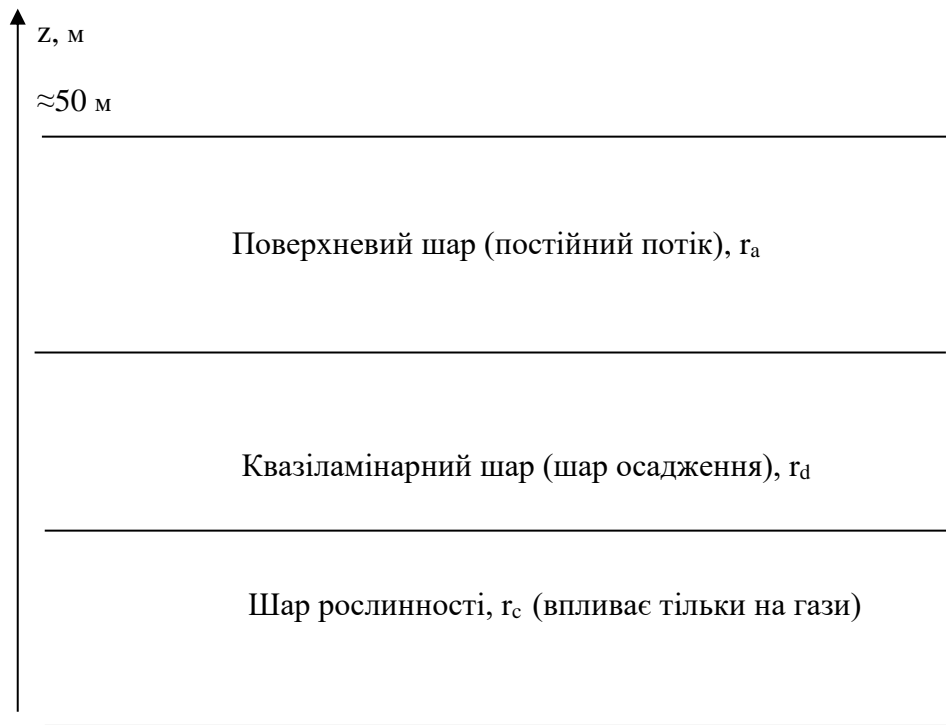 z, м
≈50 м
Поверхневий шар (постійний потік), rₐ
Квазіламінарний шар (шар осадження), r_d
Шар рослинності, r_c (впливає тільки на гази)